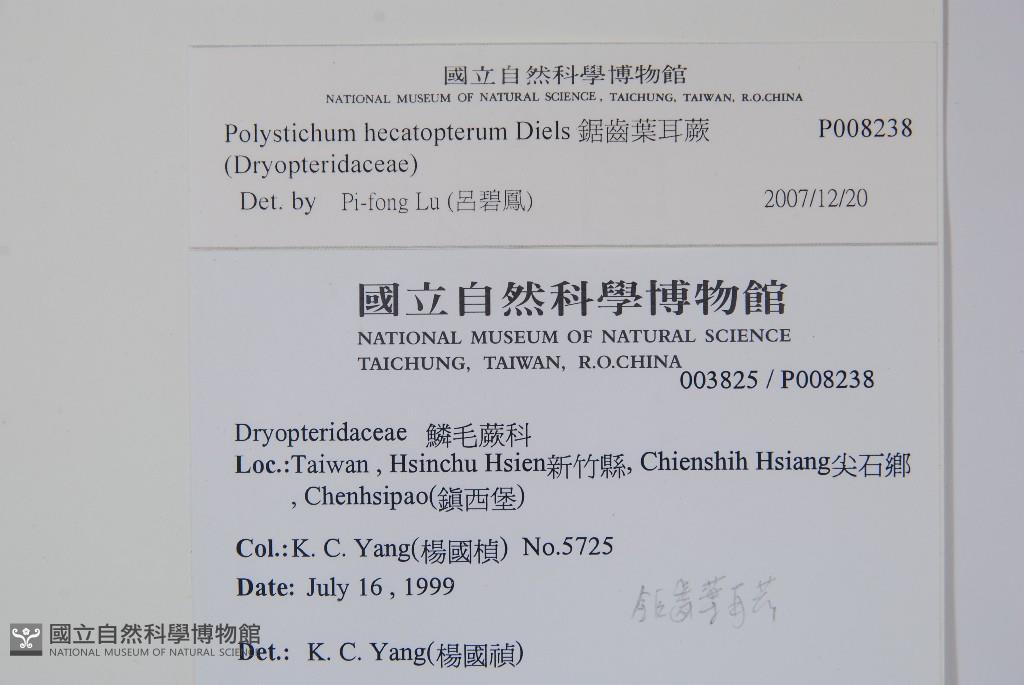 國立自然科學博物館
NATIONAL MUSEUM OF NATURAL SCIENCE, TAICHUNG, TAIWAN, R.O.CHINA
Polystichum hecatopterum Diels 鋸齒葉耳蕨 P008238
(Dryopteridaceae)
Det. by Pi-fong Lu (呂碧鳳) 2007/12/20
國立自然科學博物館
NATIONAL MUSEUM OF NATURAL SCIENCE
TAICHUNG, TAIWAN, R.O.CHINA
003825 / P008238
Dryopteridaceae 鱗毛蕨科
Loc.:Taiwan , Hsinchu Hsien新竹縣, Chienshih Hsiang尖石鄉
, Chenhsipao(鎮西堡)
Col.:K. C. Yang(楊國楨) No.5725
Date: July 16 , 1999
Det.: K. C. Yang(楊國禎)
國立自然科學博物館
NATIONAL MUSEUM OF NATURAL SCIENCE